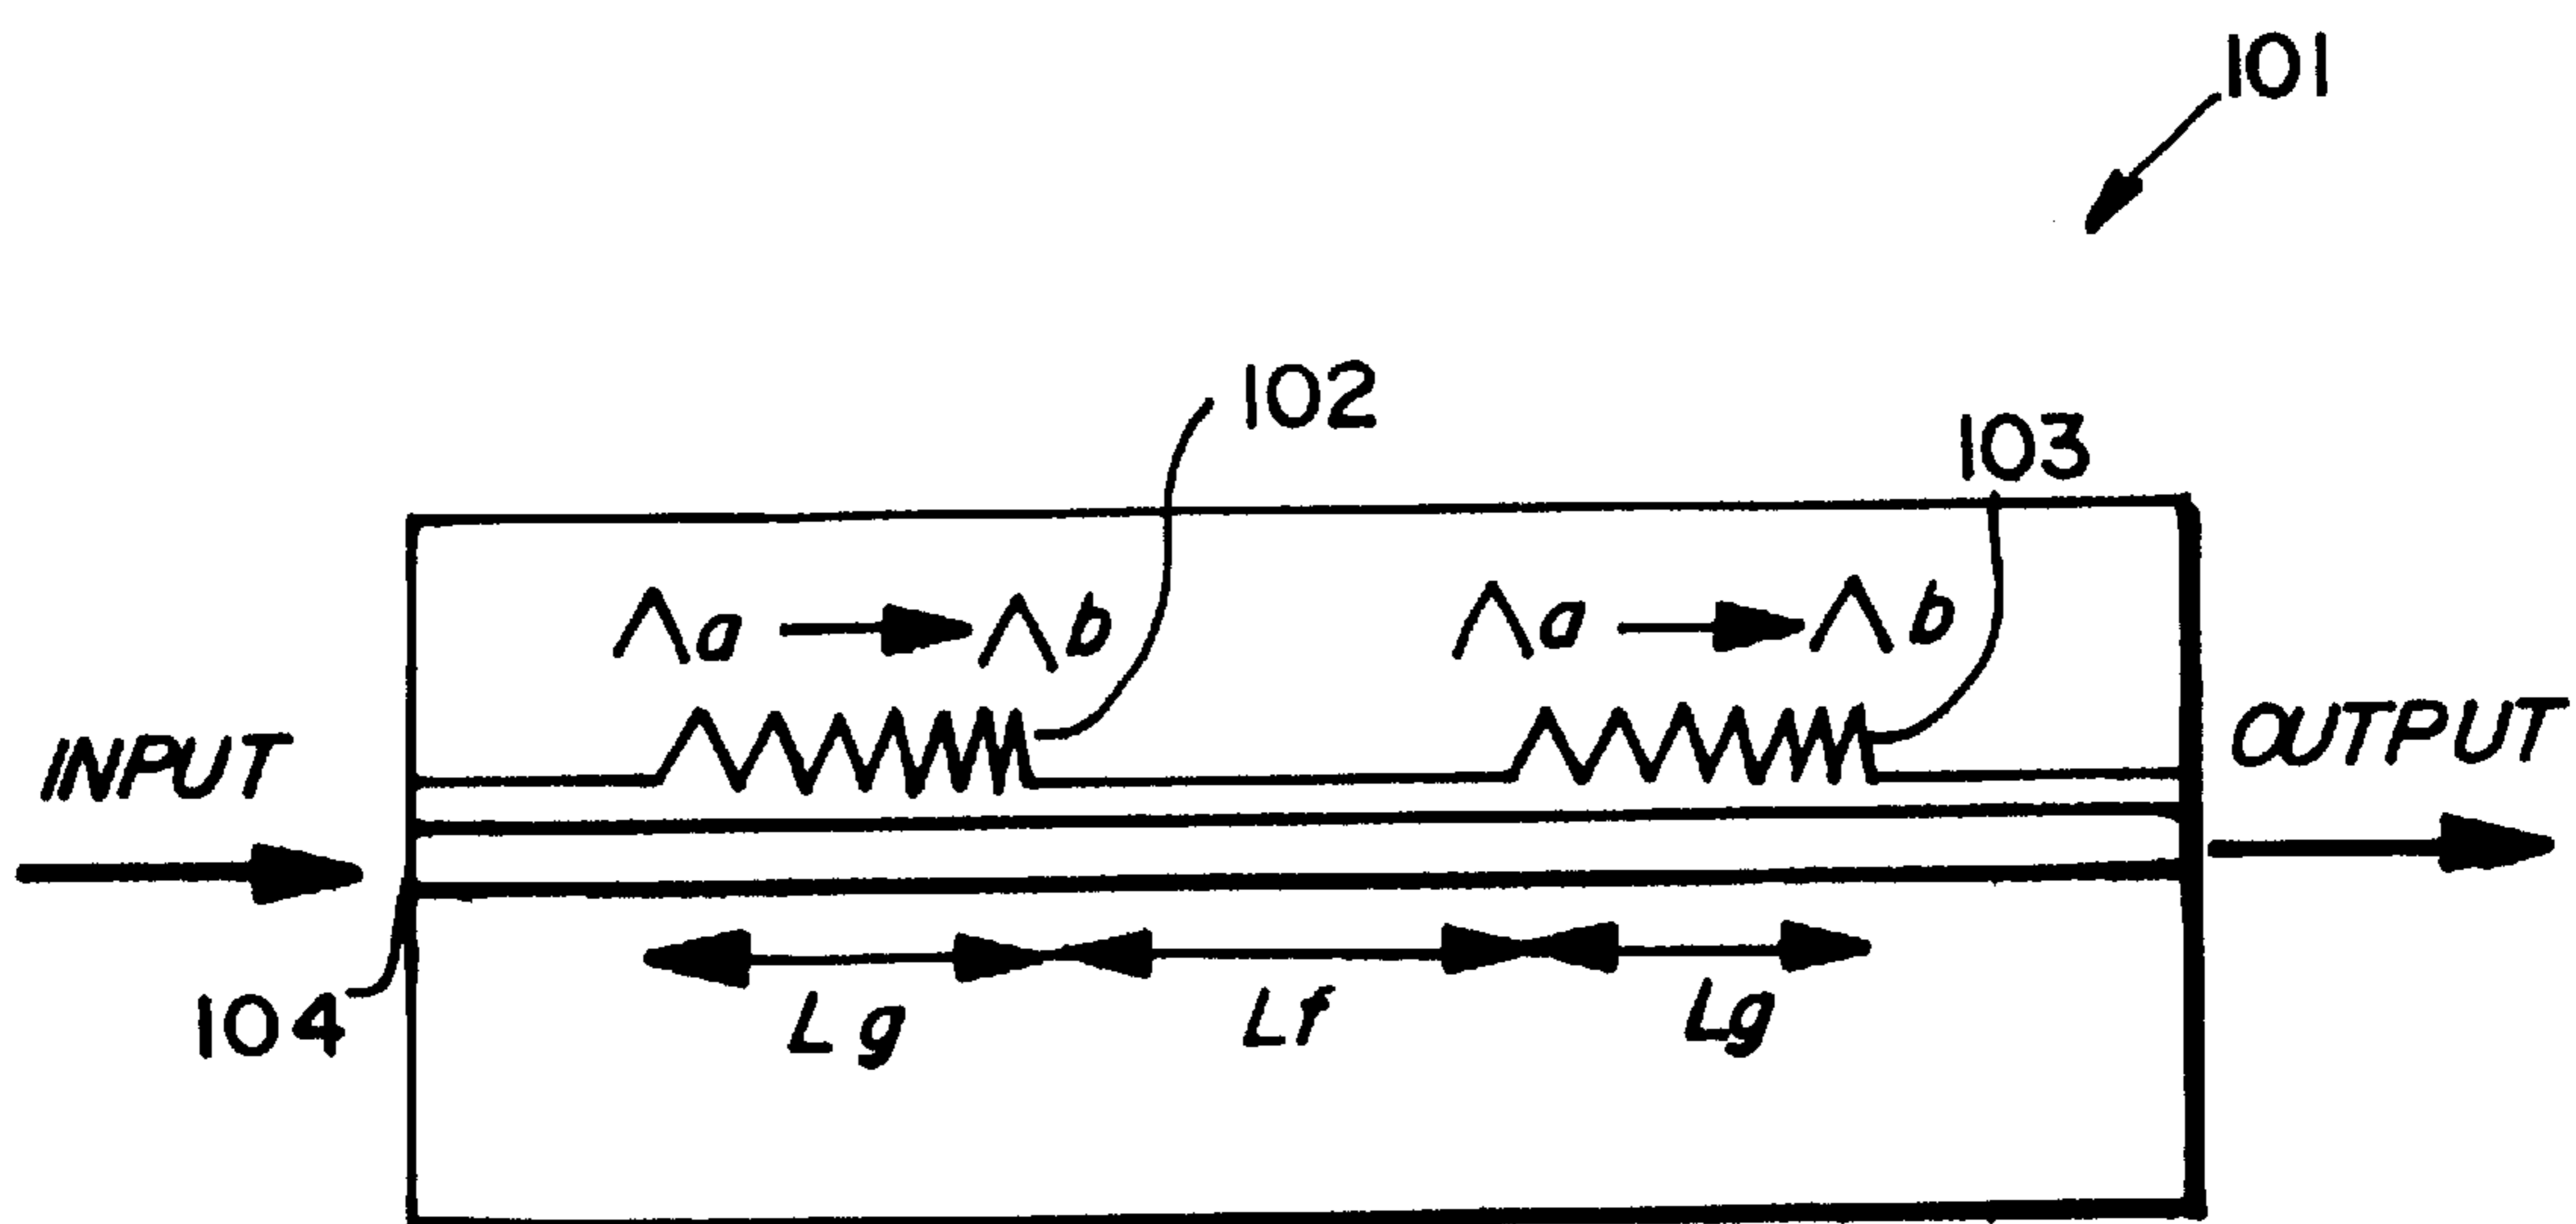 101
102
103
Λa → Λb
Λa → Λb
INPUT
OUTPUT
104
Lg
Lf
Lg